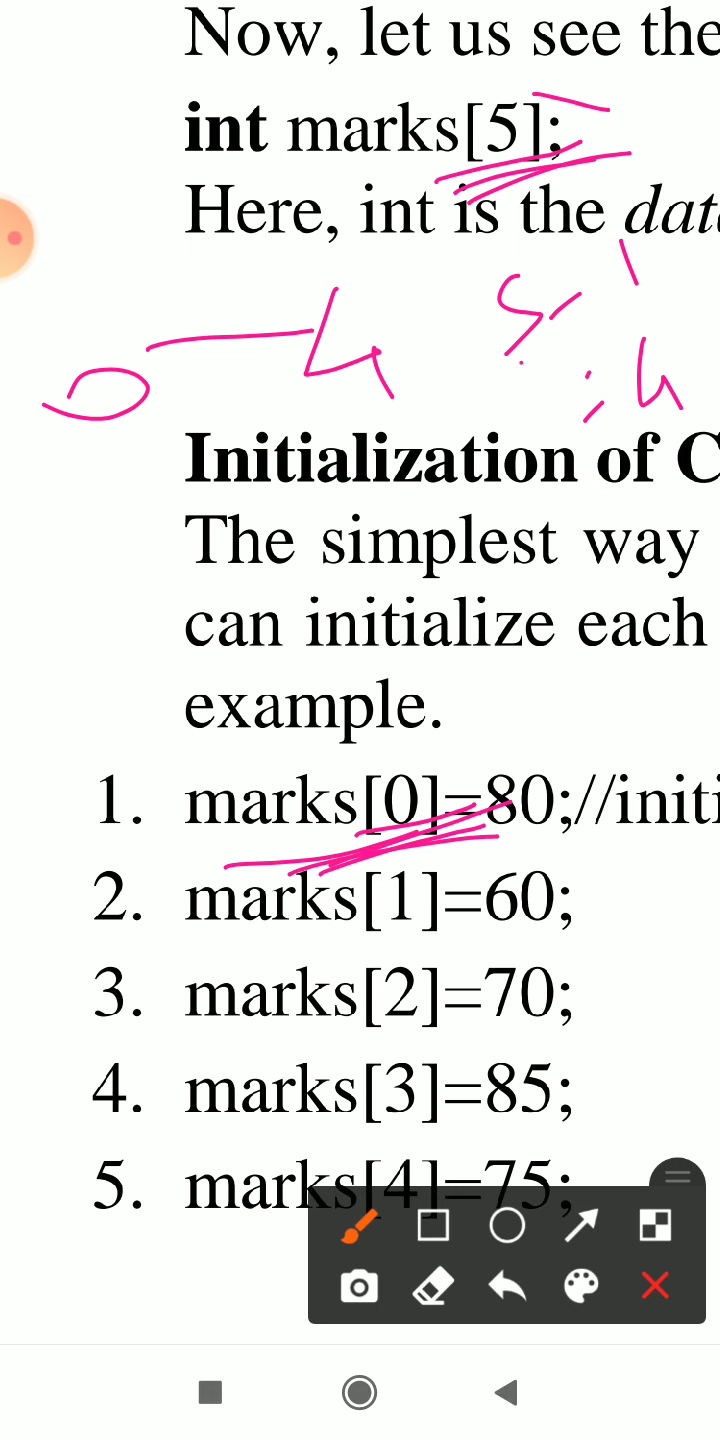 Now, let us see the
int marks[5];
Here, int is the
0 — 4
5-1
:4
Initialization of C
The simplest way
can initialize each
example.
1. marks[0]=80;//initi
2. marks[1]=60;
3. marks[2]=70;
4. marks[3]=85;
5. marks[4]=75;